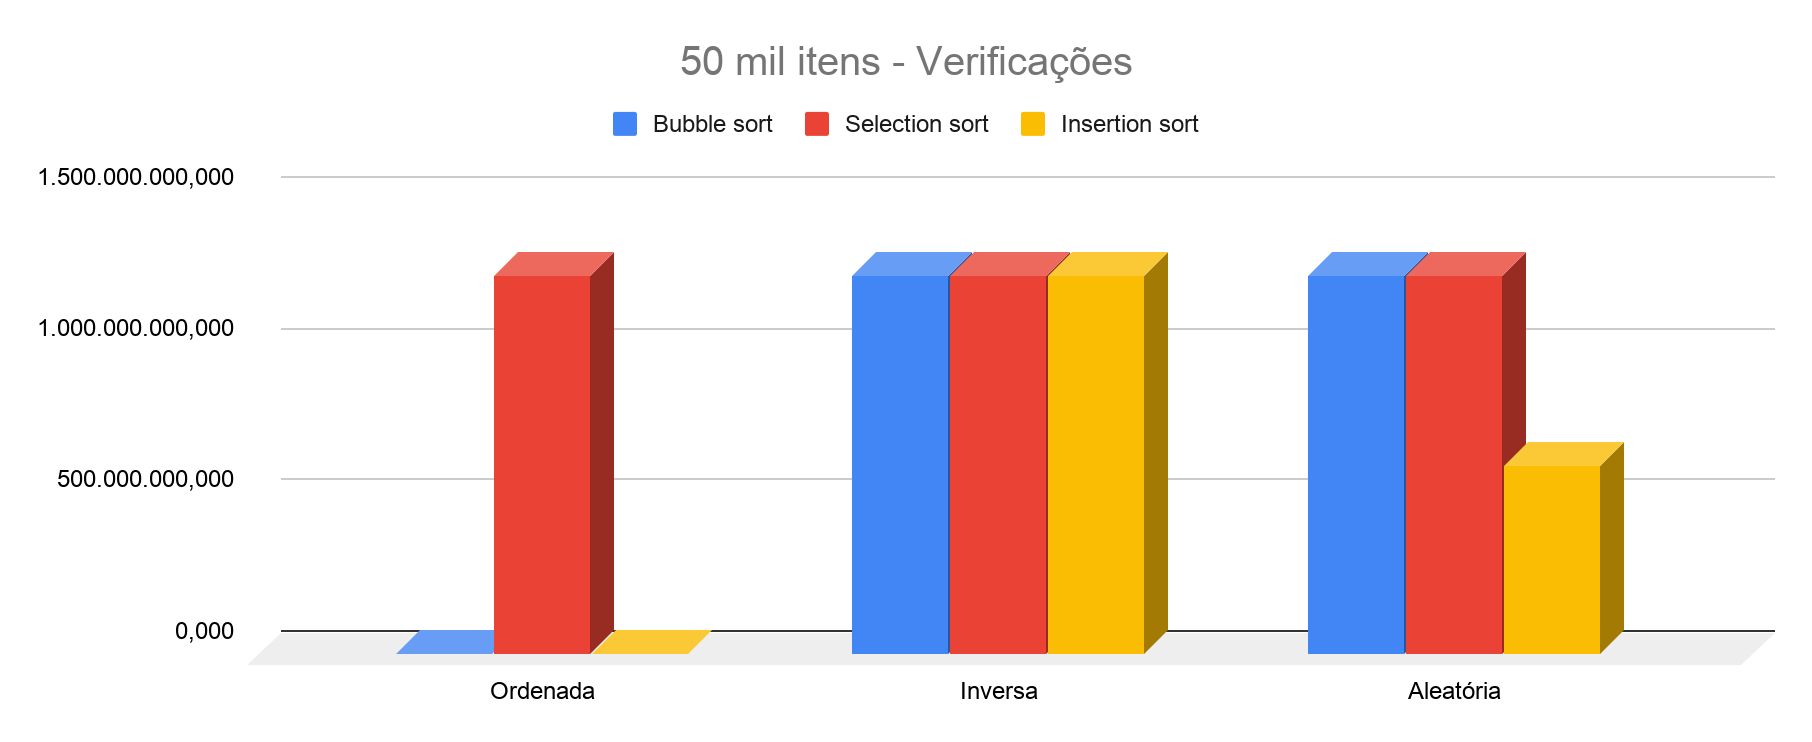 50 mil itens - Verificações
Bubble sort Selection sort Insertion sort
1.500.000.000,000
1.000.000.000,000
500.000.000,000
0,000
Ordenada Inversa Aleatória